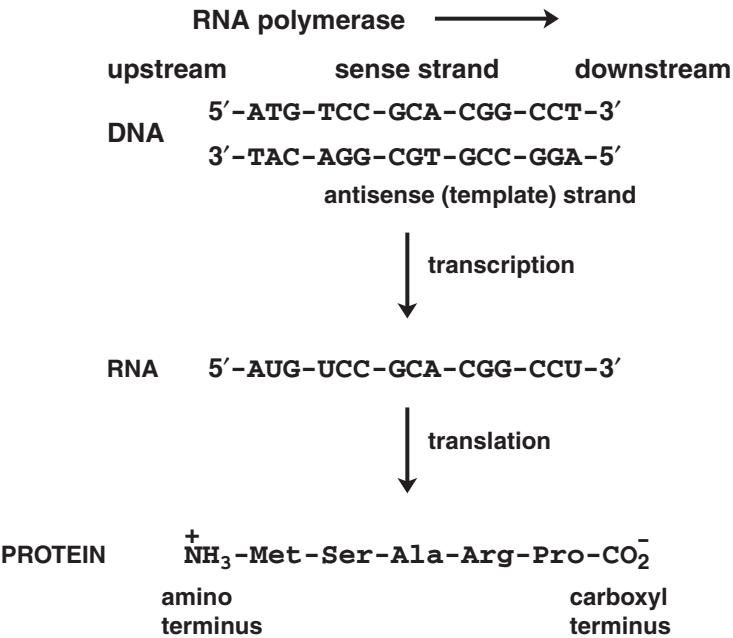 RNA polymerase
upstream sense strand downstream
5′-ATG-TCC-GCA-CGG-CCT-3′
DNA
3′-TAC-AGG-CGT-GCC-GGA-5′
antisense (template) strand
transcription
RNA 5′-AUG-UCC-GCA-CGG-CCU-3′
translation
PROTEIN +NH3-Met-Ser-Ala-Arg-Pro-CO2-
amino carboxyl
terminus terminus